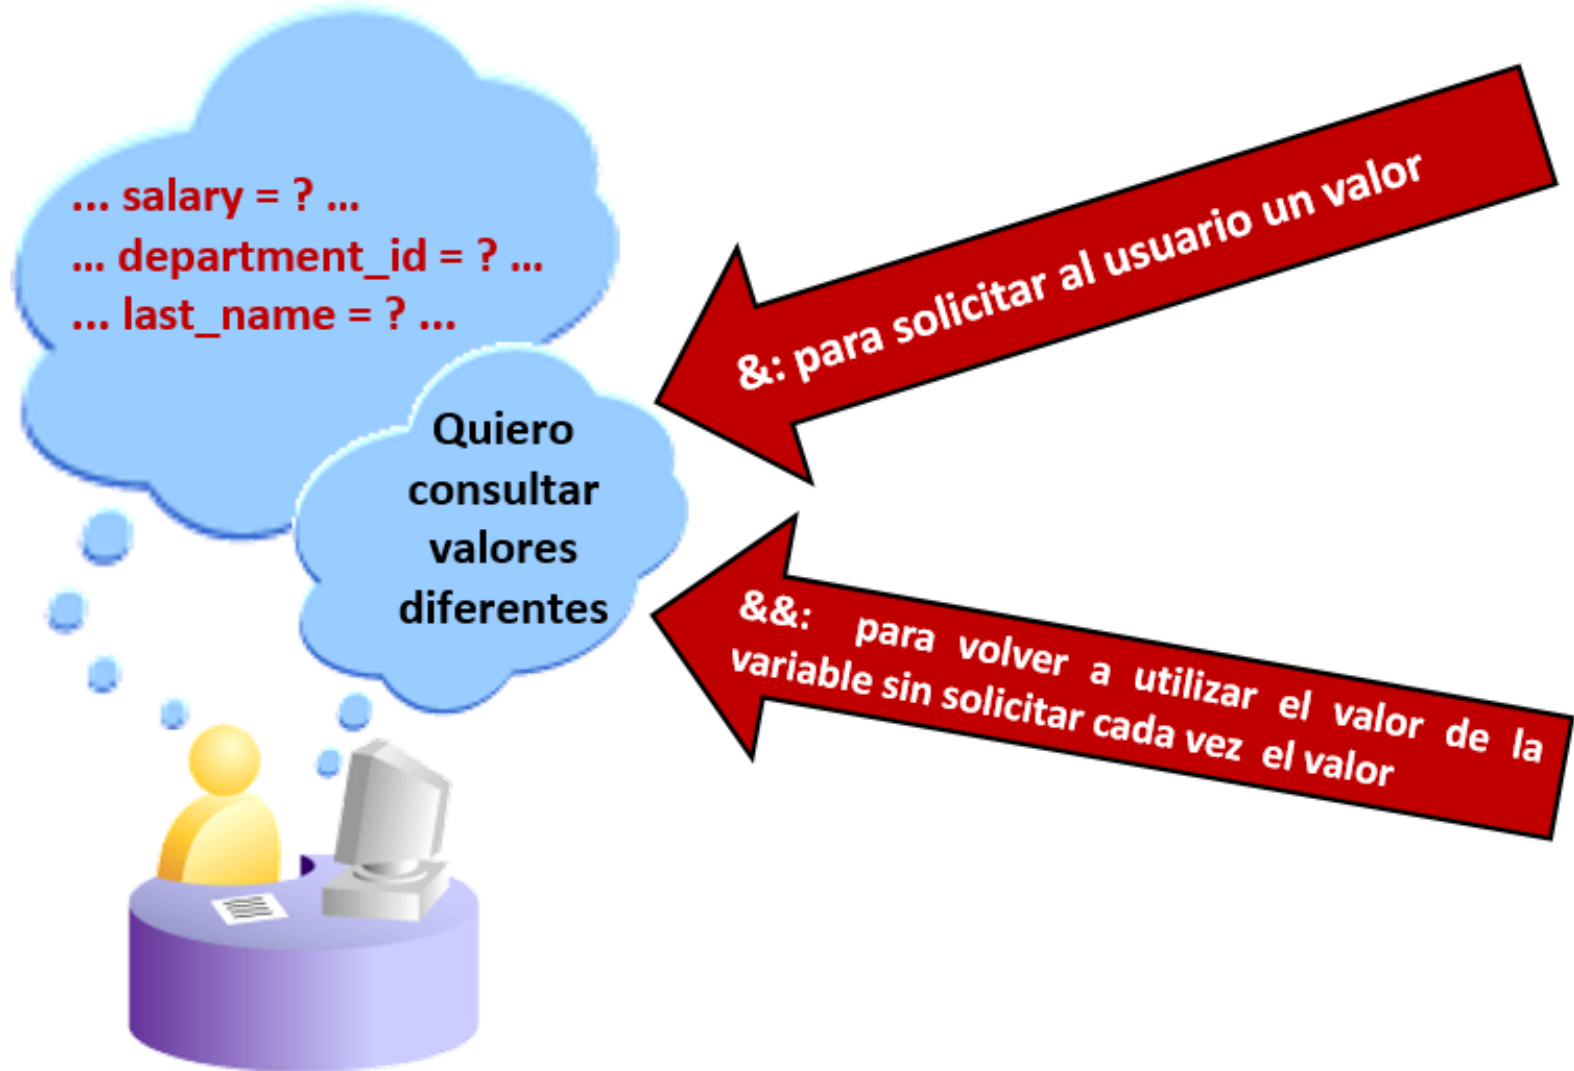 ... salary = ? ...
... department_id = ? ...
... last_name = ? ...
Quiero
consultar
valores
diferentes
&: para solicitar al usuario un valor
&&: para volver a utilizar el valor de la
variable sin solicitar cada vez el valor